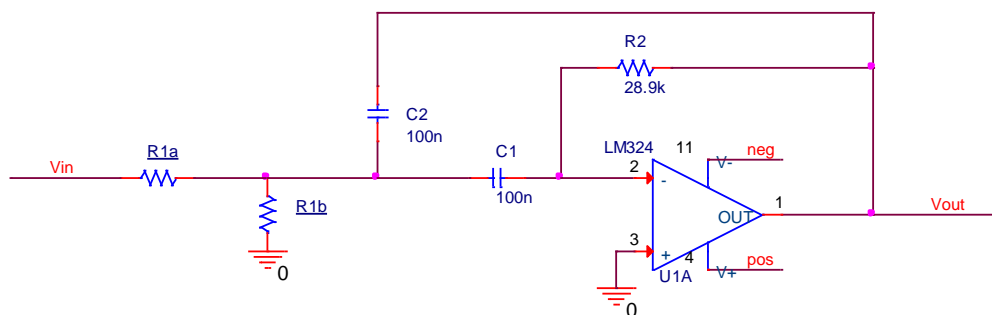 R2
28.9k
C2
100n
C1
100n
LM324
11
neg
V-
Vin
R1a
R1b
0
2
-
OUT
1
Vout
3
+
4
V+
pos
U1A
0